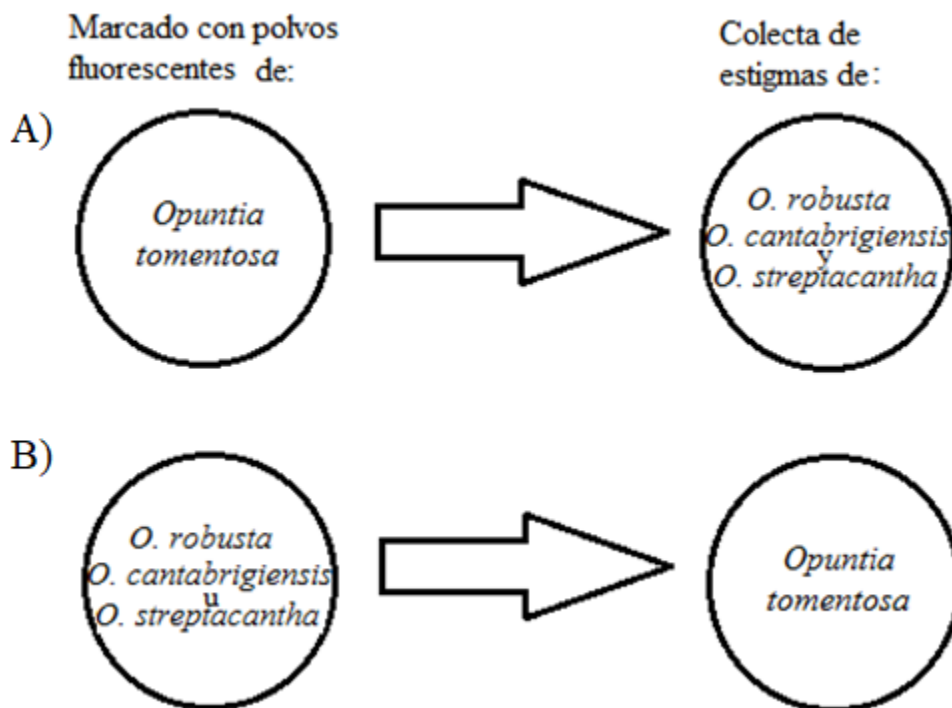 Marcado con polvos
fluorescentes de:
Colecta de
estigmas de:
A)
Opuntia
tomentosa
O. robusta
O. cantabrigiensis
y
O. streptacantha
B)
O. robusta
O. cantabrigiensis
u
O. streptacantha
Opuntia
tomentosa